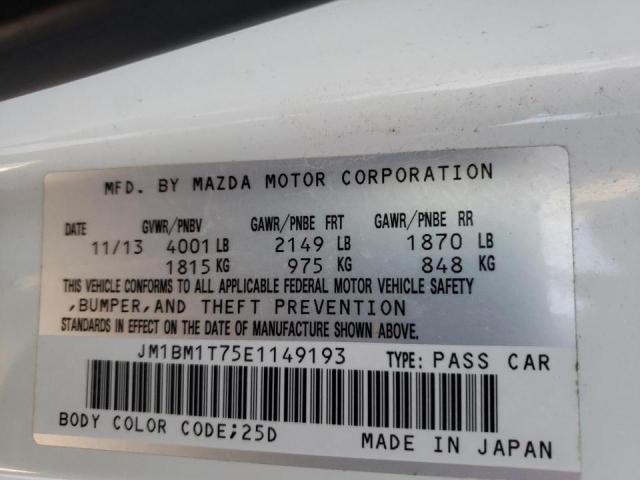 MFD. BY MAZDA MOTOR CORPORATION
DATE GVWR/PNBV GAWR/PNBE FRT GAWR/PNBE RR
11/13 4001 LB 2149 LB 1870 LB
1815 KG 975 KG 848 KG
THIS VEHICLE CONFORMS TO ALL APPLICABLE FEDERAL MOTOR VEHICLE SAFETY
,BUMPER,AND THEFT PREVENTION
STANDARDS IN EFFECT ON THE DATE OF MANUFACTURE SHOWN ABOVE.
JM1BM1T75E1149193 TYPE: PASS CAR
BODY COLOR CODE;25D MADE IN JAPAN